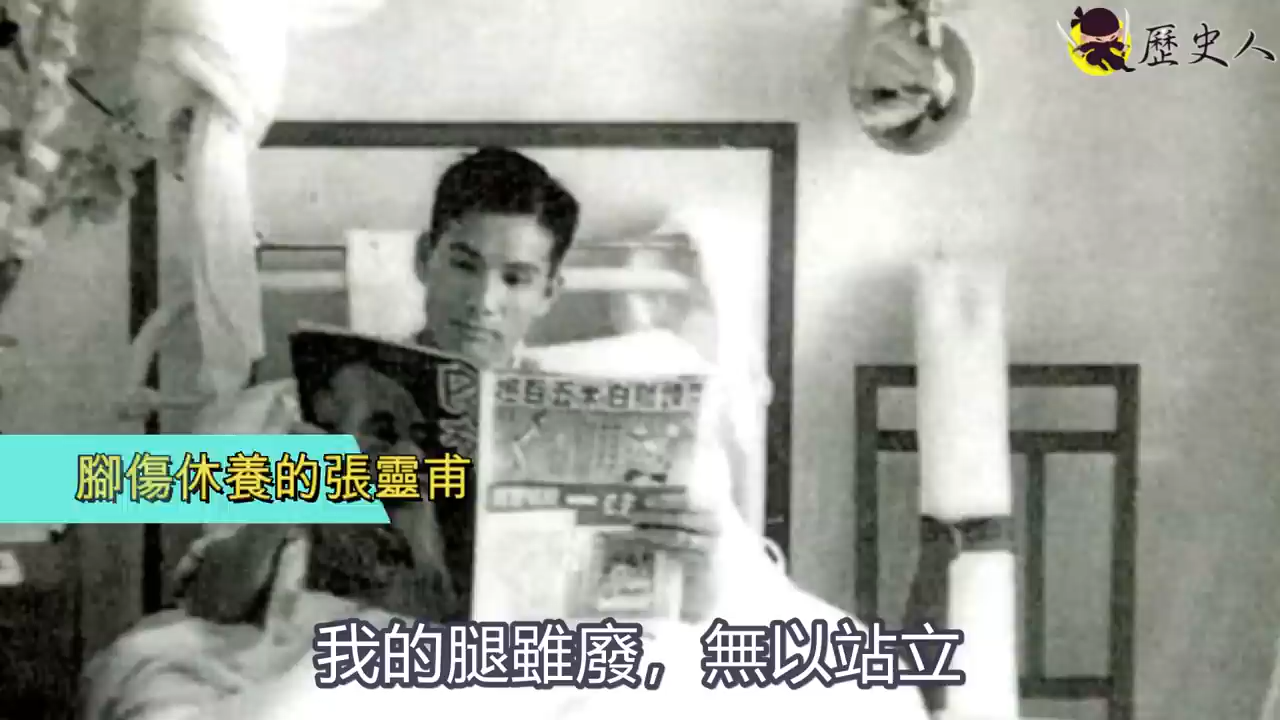 歷史人
腳傷休養的張靈甫
我的腿雖廢，無以站立